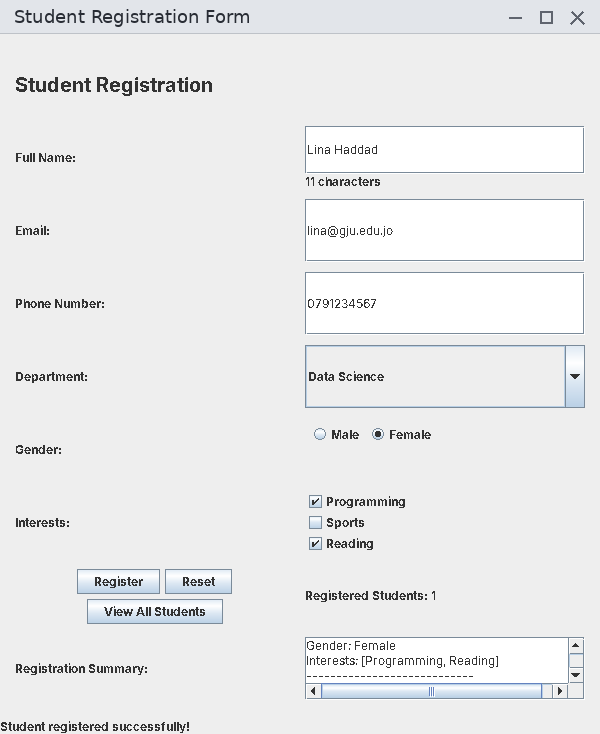 Student Registration Form
Student Registration
Full Name:
Lina Haddad
11 characters
Email:
lina@gju.edu.jo
Phone Number:
0791234567
Department:
Data Science
Gender:
Male Female
Interests:
Programming
Sports
Reading
Register Reset
View All Students
Registered Students: 1
Registration Summary:
Gender: Female
Interests: [Programming, Reading]
----------------------------
Student registered successfully!